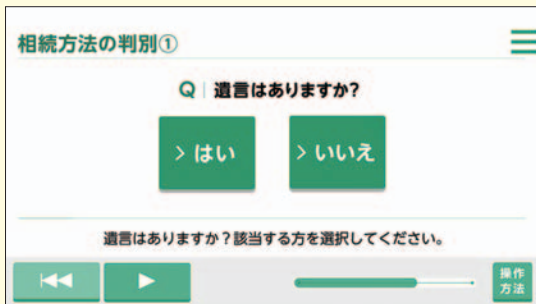 相続方法の判別①
Q 遺言はありますか?
> はい
> いいえ
遺言はありますか?該当する方を選択してください。
操作
方法